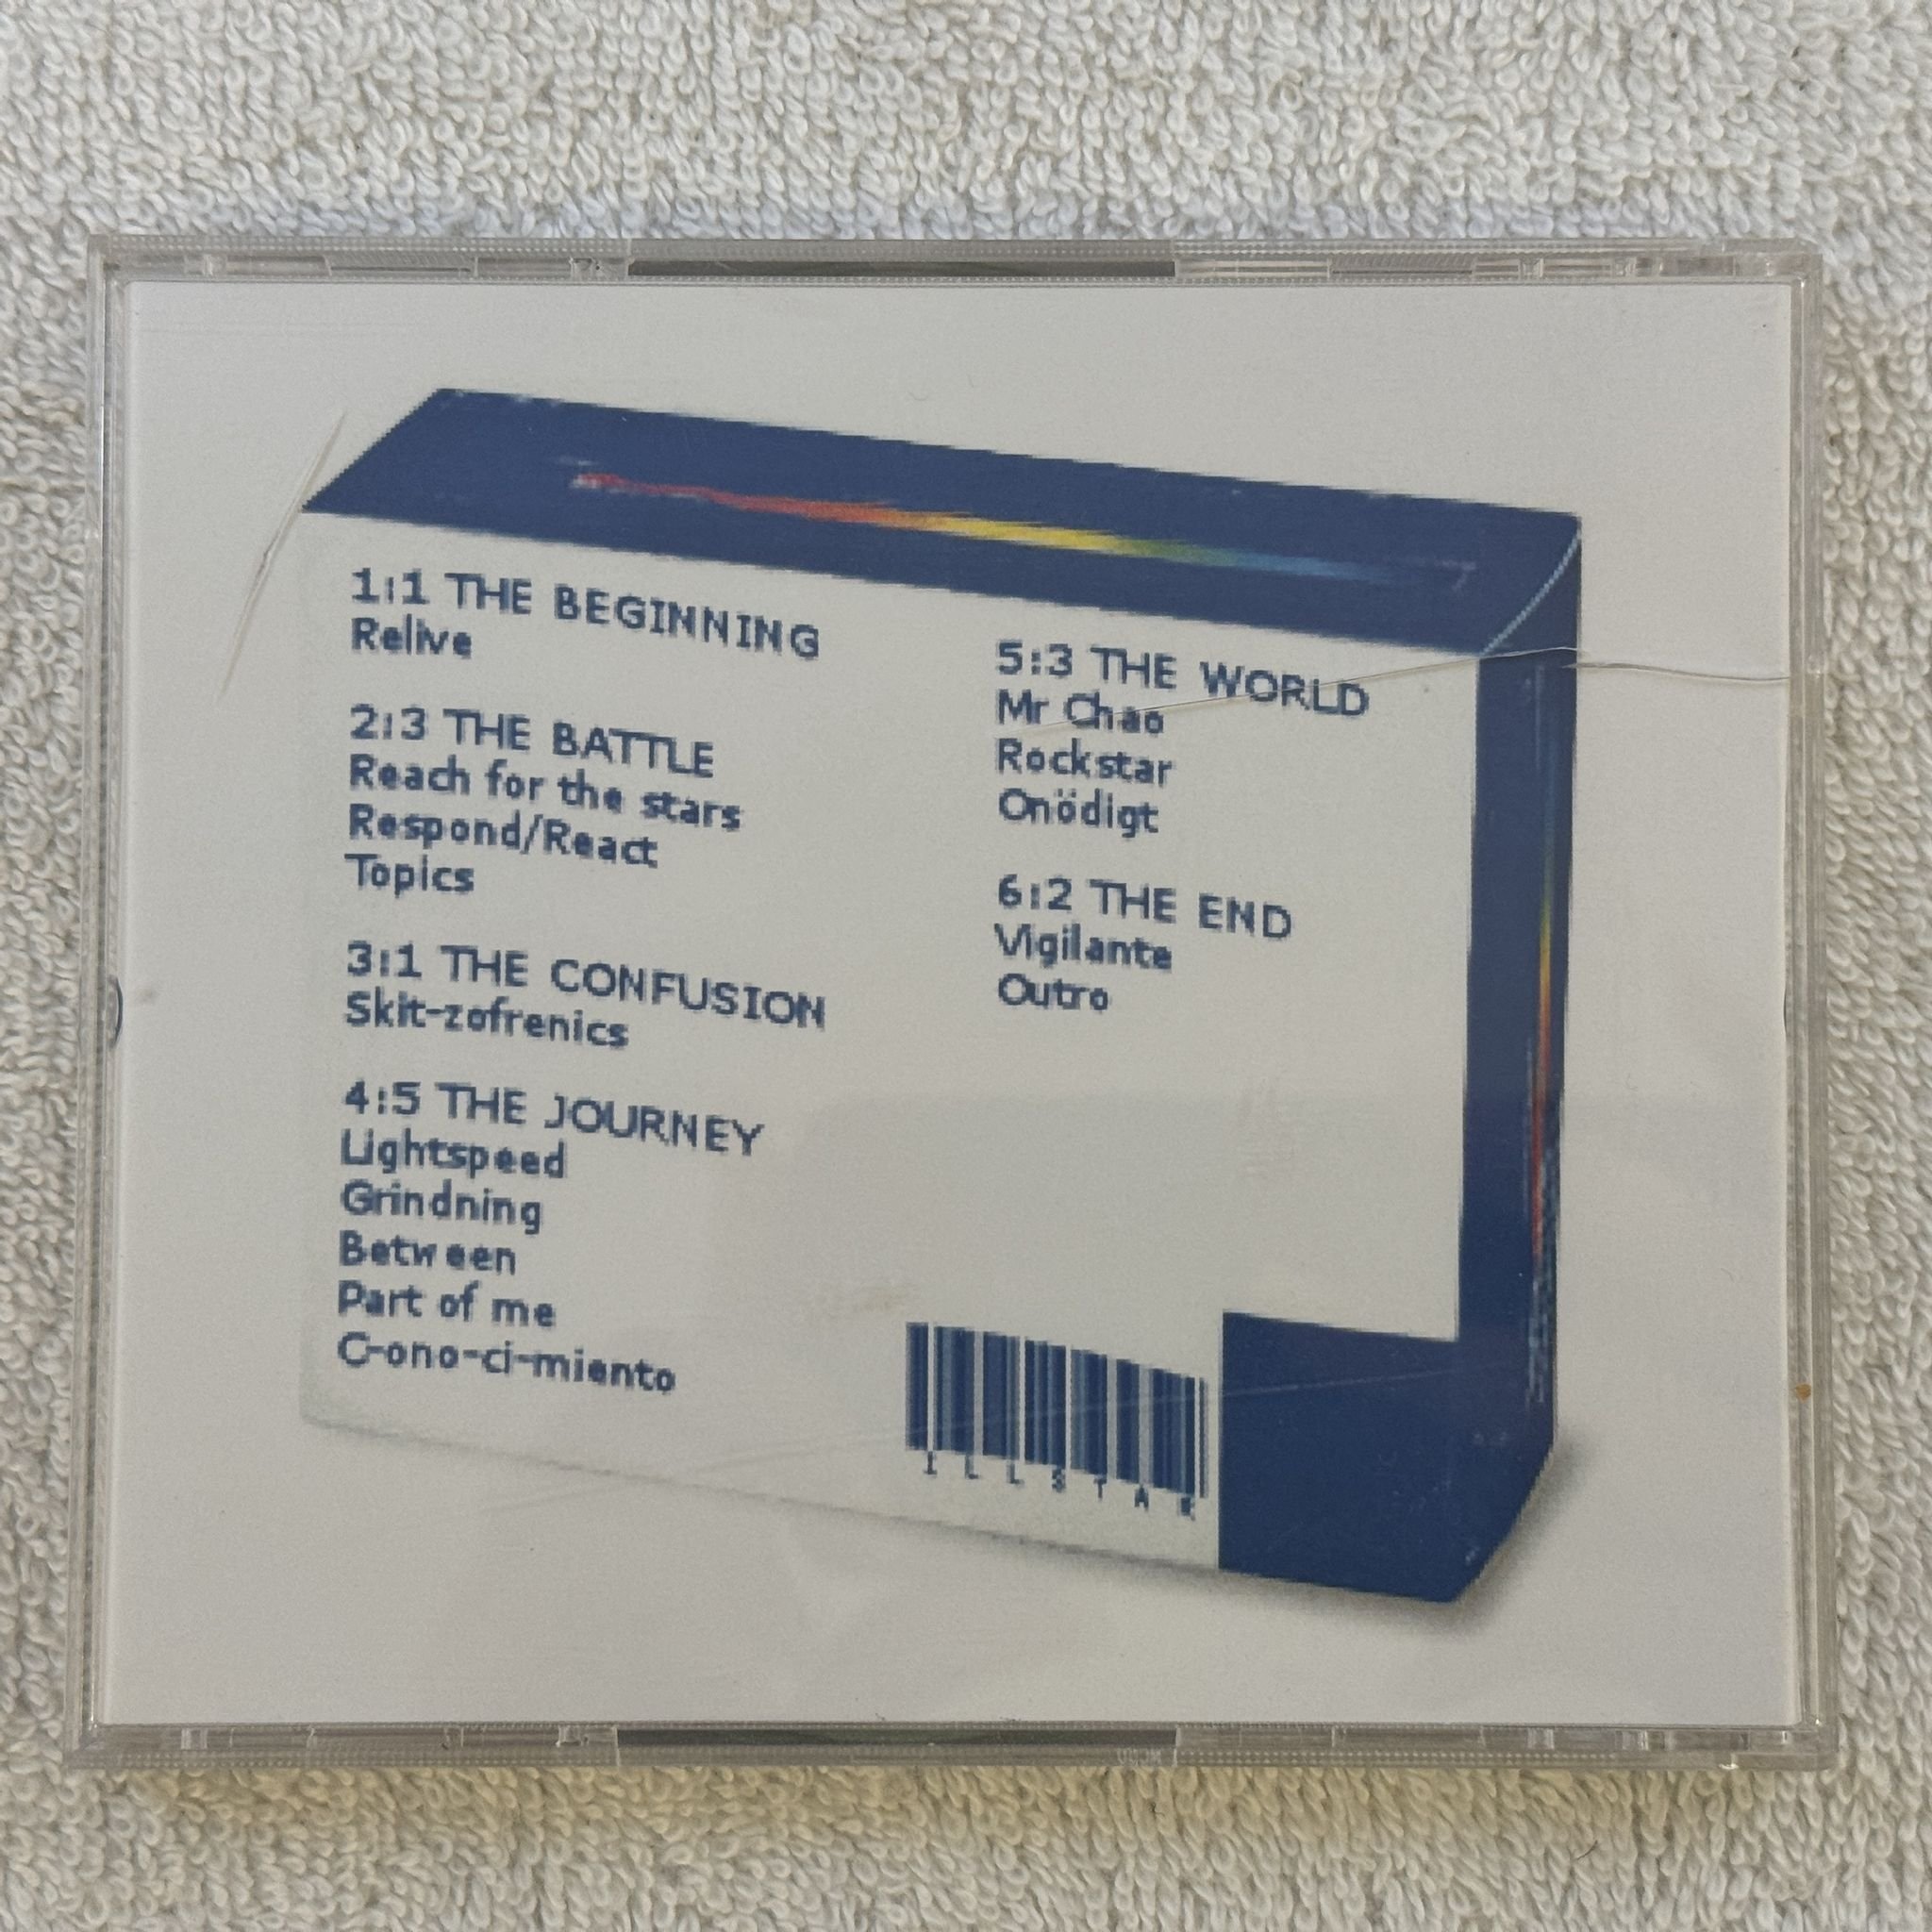 1:1 THE BEGINNING
Relive
2:3 THE BATTLE
Reach for the stars
Respond/React
Topics
3:1 THE CONFUSION
Skit-zofrenics
4:5 THE JOURNEY
Lightspeed
Grindning
Between
Part of me
C-ono-ci-miento
5:3 THE WORLD
Mr Chao
Rockstar
Onödigt
6:2 THE END
Vigilante
Outro
ILLSTAR